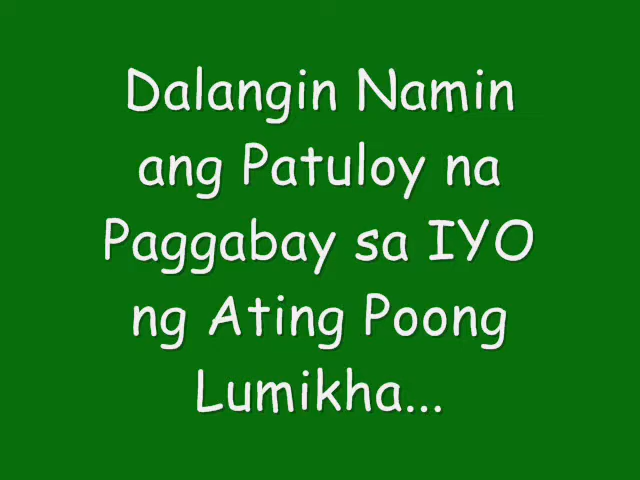 Dalangin Namin
ang Patuloy na
Paggabay sa IYO
ng Ating Poong
Lumikha...